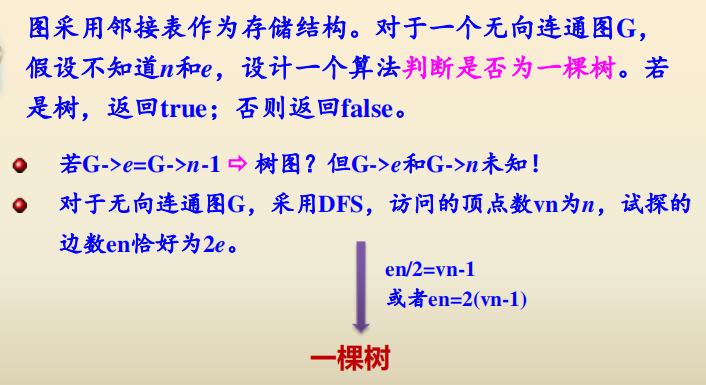 图采用邻接表作为存储结构。对于一个无向连通图G，
假设不知道n和e，设计一个算法判断是否为一棵树。若
是树，返回true；否则返回false。
若G->e=G->n-1 ⇨ 树图？但G->e和G->n未知！
对于无向连通图G，采用DFS，访问的顶点数vn为n，试探的
边数en恰好为2e。
en/2=vn-1
或者en=2(vn-1)
一棵树